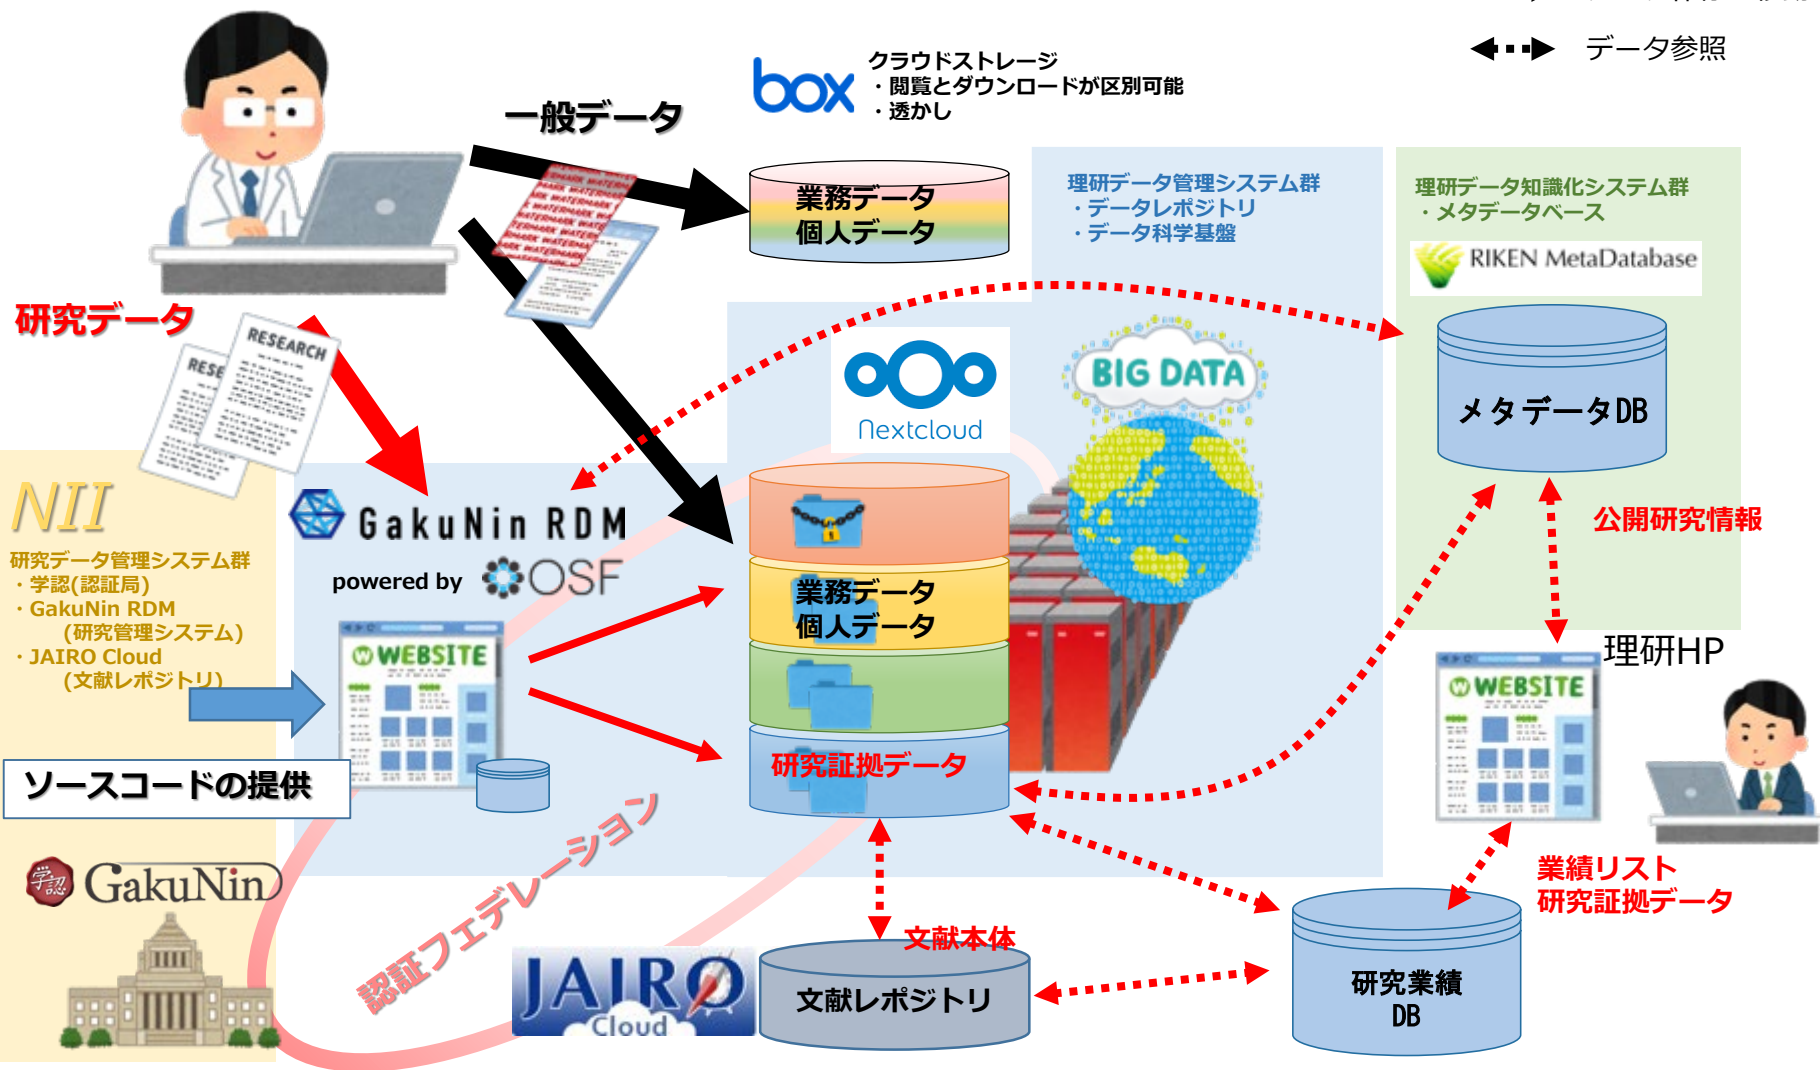 データ参照
box
クラウドストレージ
・閲覧とダウンロードが区別可能
・透かし
一般データ
業務データ
個人データ
理研データ管理システム群
・データレポジトリ
・データ科学基盤
理研データ知識化システム群
・メタデータベース
RIKEN MetaDatabase
研究データ
RESEARCH
Nextcloud
BIG DATA
メタデータDB
NII
研究データ管理システム群
・学認(認証局)
・GakuNin RDM
(研究管理システム)
・JAIRO Cloud
(文献レポジトリ)
GakuNin RDM
powered by OSF
WEBSITE
業務データ
個人データ
研究証拠データ
公開研究情報
理研HP
WEBSITE
ソースコードの提供
学認 GakuNin
認証フェデレーション
業績リスト
研究証拠データ
文献本体
JAIRO
Cloud
文献レポジトリ
研究業績
DB